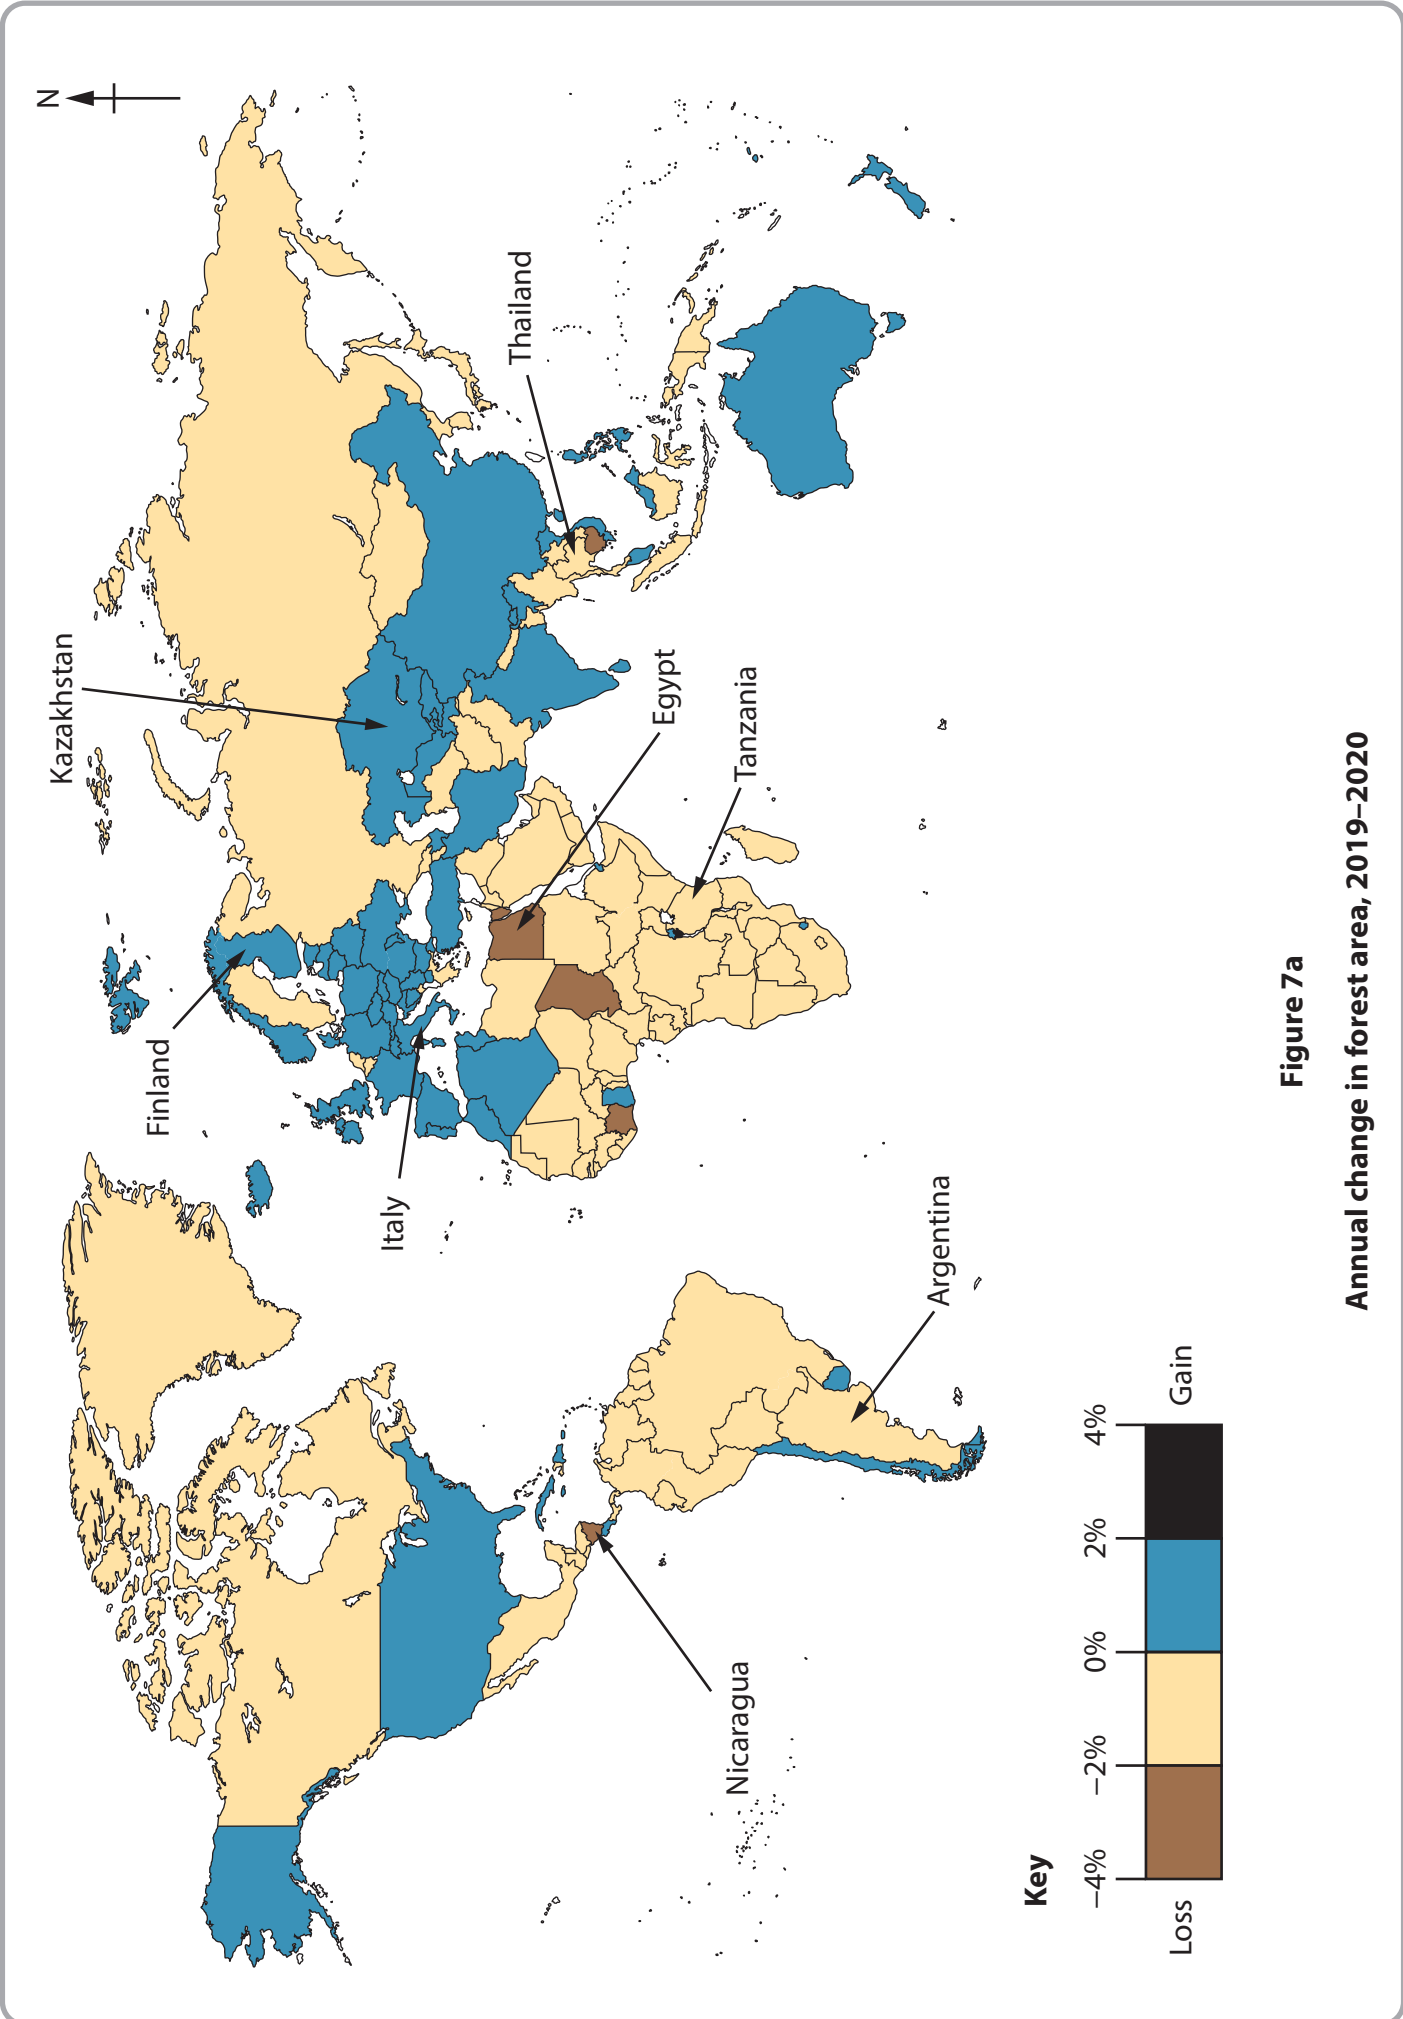 N
Kazakhstan
Finland
Thailand
Italy
Egypt
Tanzania
Nicaragua
Argentina
Key
–4%
–2%
0%
2%
4%
Loss
Gain
Figure 7a
Annual change in forest area, 2019–2020